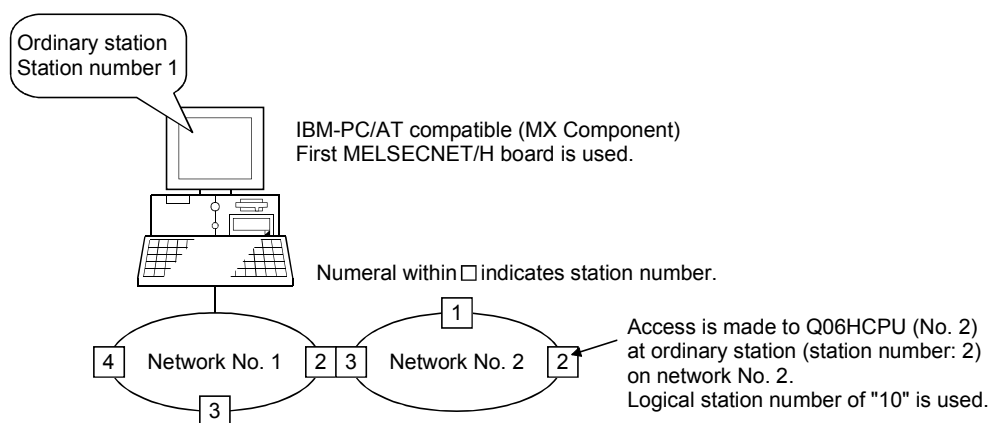 Ordinary station
Station number 1
IBM-PC/AT compatible (MX Component)
First MELSECNET/H board is used.
Numeral within □ indicates station number.
1
4
Network No. 1
2
3
Network No. 2
2
3
Access is made to Q06HCPU (No. 2)
at ordinary station (station number: 2)
on network No. 2.
Logical station number of "10" is used.